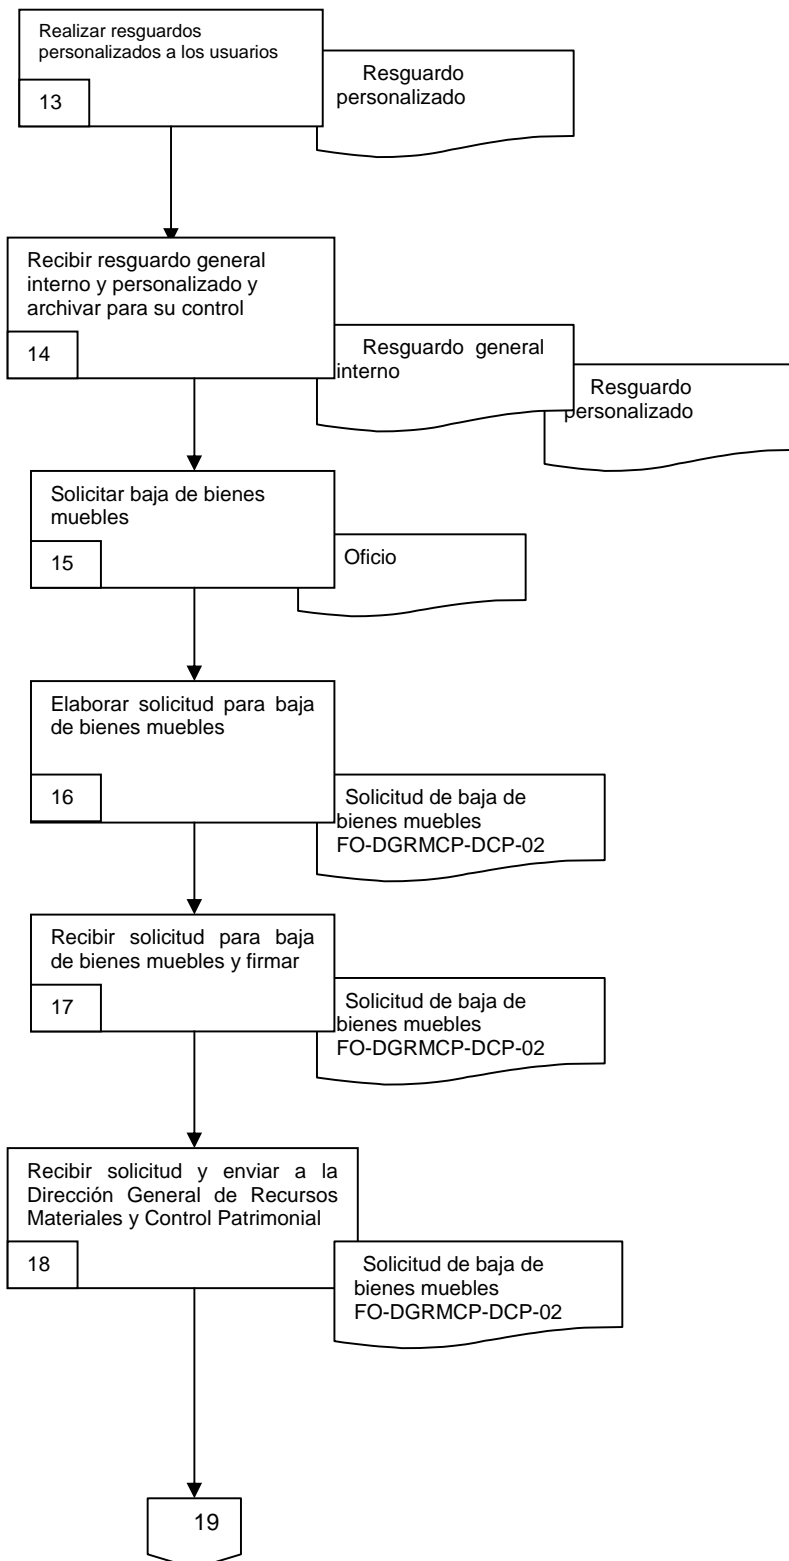 Realizar resguardos
personalizados a los usuarios
13
Resguardo
personalizado
Recibir resguardo general
interno y personalizado y
archivar para su control
14
Resguardo general
interno
Resguardo
personalizado
Solicitar baja de bienes
muebles
15
Oficio
Elaborar solicitud para baja
de bienes muebles
16
Solicitud de baja de
bienes muebles
FO-DGRMCP-DCP-02
Recibir solicitud para baja
de bienes muebles y firmar
17
Solicitud de baja de
bienes muebles
FO-DGRMCP-DCP-02
Recibir solicitud y enviar a la
Dirección General de Recursos
Materiales y Control Patrimonial
18
Solicitud de baja de
bienes muebles
FO-DGRMCP-DCP-02
19